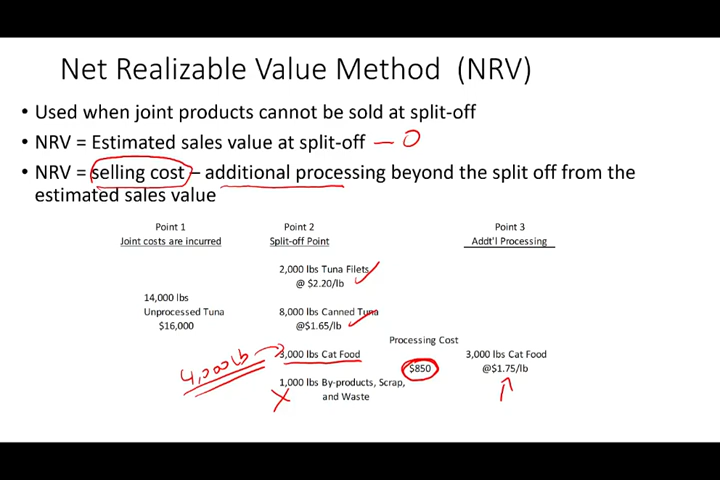 Net Realizable Value Method (NRV)
• Used when joint products cannot be sold at split-off
• NRV = Estimated sales value at split-off — 0
• NRV = selling cost – additional processing beyond the split off from the
estimated sales value
Point 1 Point 2 Point 3
Joint costs are incurred Split-off Point Addt'l Processing
2,000 lbs Tuna Filets
@ $2.20/lb
14,000 lbs
Unprocessed Tuna 8,000 lbs Canned Tuna
$16,000 @$1.65/lb
Processing Cost
4,000lb 3,000 lbs Cat Food 3,000 lbs Cat Food
$850 @$1.75/lb
1,000 lbs By-products, Scrap,
and Waste